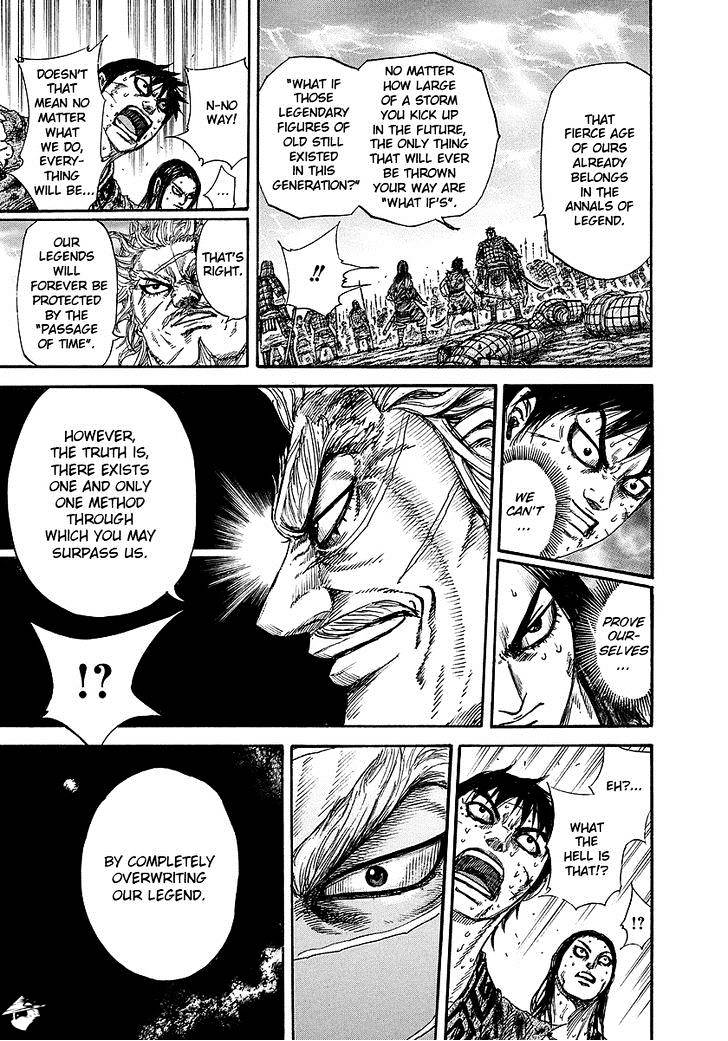 THAT
FIERCE AGE
OF OURS
ALREADY
BELONGS
IN THE
ANNALS OF
LEGEND.
NO MATTER
HOW LARGE
OF A STORM
YOU KICK UP
IN THE FUTURE,
THE ONLY THING
THAT WILL EVER
BE THROWN
YOUR WAY ARE
"WHAT IF'S".
"WHAT IF
THOSE
LEGENDARY
FIGURES OF
OLD STILL
EXISTED
IN THIS
GENERATION?"
!!
N-NO
WAY!
DOESN'T
THAT
MEAN NO
MATTER
WHAT
WE DO,
EVERY-
THING
WILL BE...
...
THAT'S
RIGHT.
OUR
LEGENDS
WILL
FOREVER BE
PROTECTED
BY THE
"PASSAGE
OF TIME".
WE
CAN'T
...
PROVE
OUR-
SELVES
...
HOWEVER,
THE TRUTH IS,
THERE EXISTS
ONE AND ONLY
ONE METHOD
THROUGH
WHICH YOU MAY
SURPASS US.
!?
EH?...
WHAT
THE
HELL IS
THAT!?
!?
BY COMPLETELY
OVERWRITING
OUR LEGEND.